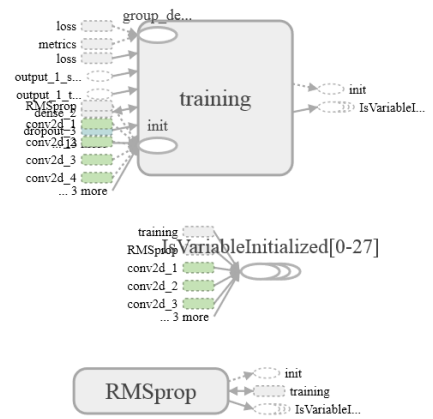 group_de...
loss
metrics
loss
output_1_s...
output_1_t...
RMSprop
dense_2
conv2d_1
dropout_3
conv2d_2
conv2d_3
conv2d_4
... 3 more
init
training
init
IsVariableI...
training
IsVariableInitialized[0-27]
RMSprop
conv2d_1
conv2d_2
conv2d_3
... 3 more
RMSprop
init
training
IsVariableI...